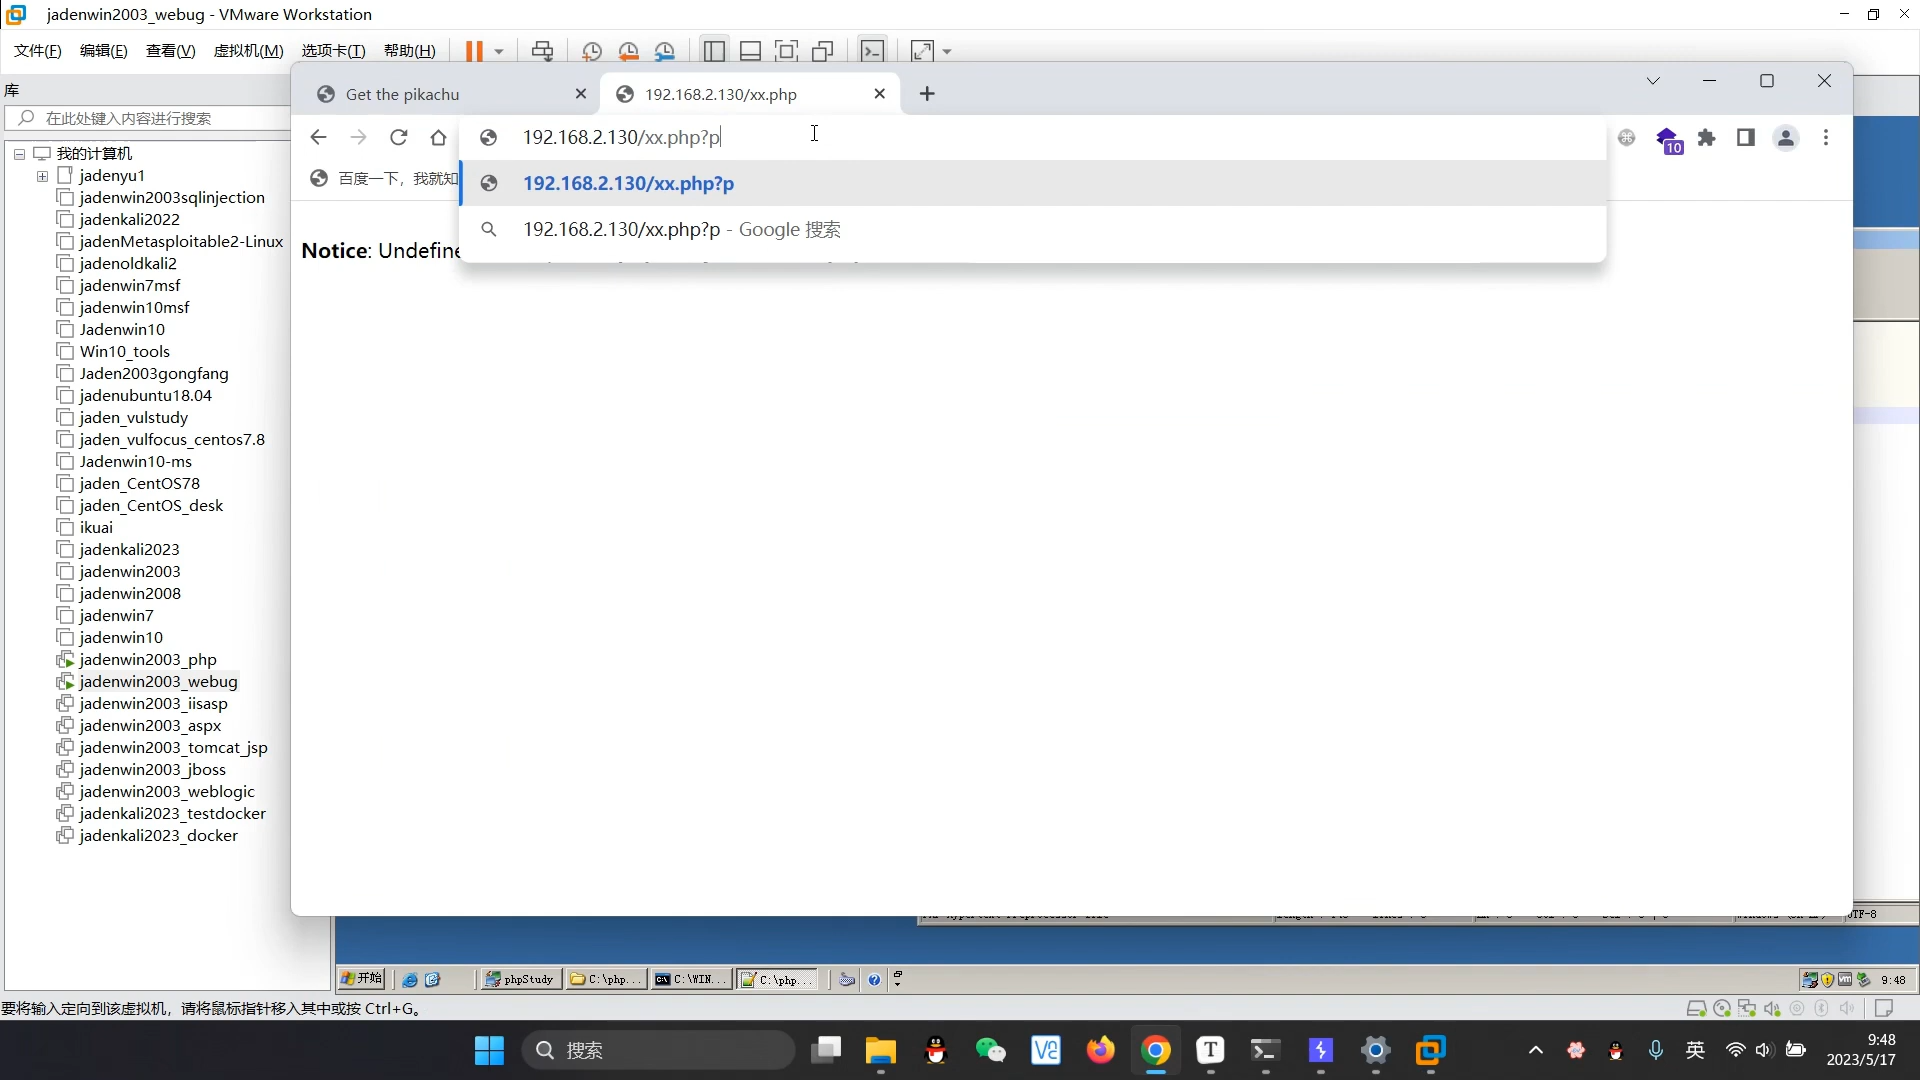 jadenwin2003_webug - VMware Workstation
文件(F) 编辑(E) 查看(V) 虚拟机(M) 选项卡(T) 帮助(H)
库
在此处键入内容进行搜索
我的计算机
jadenyu1
jadenwin2003sqlinjection
jadenkali2022
jadenMetasploitable2-Linux
jadenoldkali2
jadenwin7msf
jadenwin10msf
Jadenwin10
Win10_tools
Jaden2003gongfang
jadenubuntu18.04
jaden_vulstudy
jaden_vulfocus_centos7.8
Jadenwin10-ms
jaden_CentOS78
jaden_CentOS_desk
ikuai
jadenkali2023
jadenwin2003
jadenwin2008
jadenwin7
jadenwin10
jadenwin2003_php
jadenwin2003_webug
jadenwin2003_iisasp
jadenwin2003_aspx
jadenwin2003_tomcat_jsp
jadenwin2003_jboss
jadenwin2003_weblogic
jadenkali2023_testdocker
jadenkali2023_docker
Get the pikachu
192.168.2.130/xx.php
192.168.2.130/xx.php?p
10
百度一下，我就知
192.168.2.130/xx.php?p
192.168.2.130/xx.php?p - Google 搜索
Notice: Undefine
UTF-8
开始 phpStudy C:\php... C:\WIN... C:\php... 9:48
要将输入定向到该虚拟机，请将鼠标指针移入其中或按 Ctrl+G。
搜索
英
9:48
2023/5/17